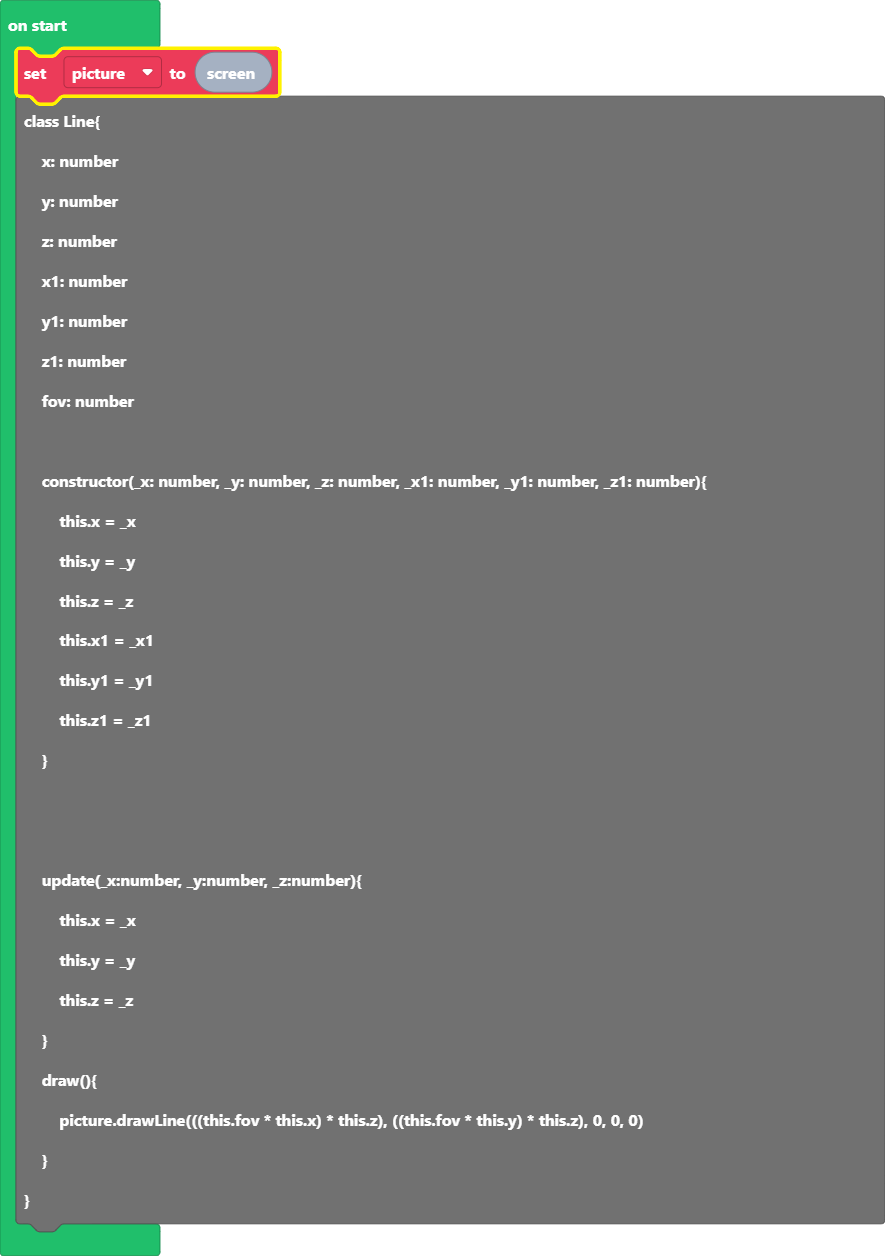 on start
set picture to screen
class Line{
x: number
y: number
z: number
x1: number
y1: number
z1: number
fov: number
constructor(_x: number, _y: number, _z: number, _x1: number, _y1: number, _z1: number){
this.x = _x
this.y = _y
this.z = _z
this.x1 = _x1
this.y1 = _y1
this.z1 = _z1
}
update(_x:number, _y:number, _z:number){
this.x = _x
this.y = _y
this.z = _z
}
draw(){
picture.drawLine(((this.fov * this.x) * this.z), ((this.fov * this.y) * this.z), 0, 0, 0)
}
}